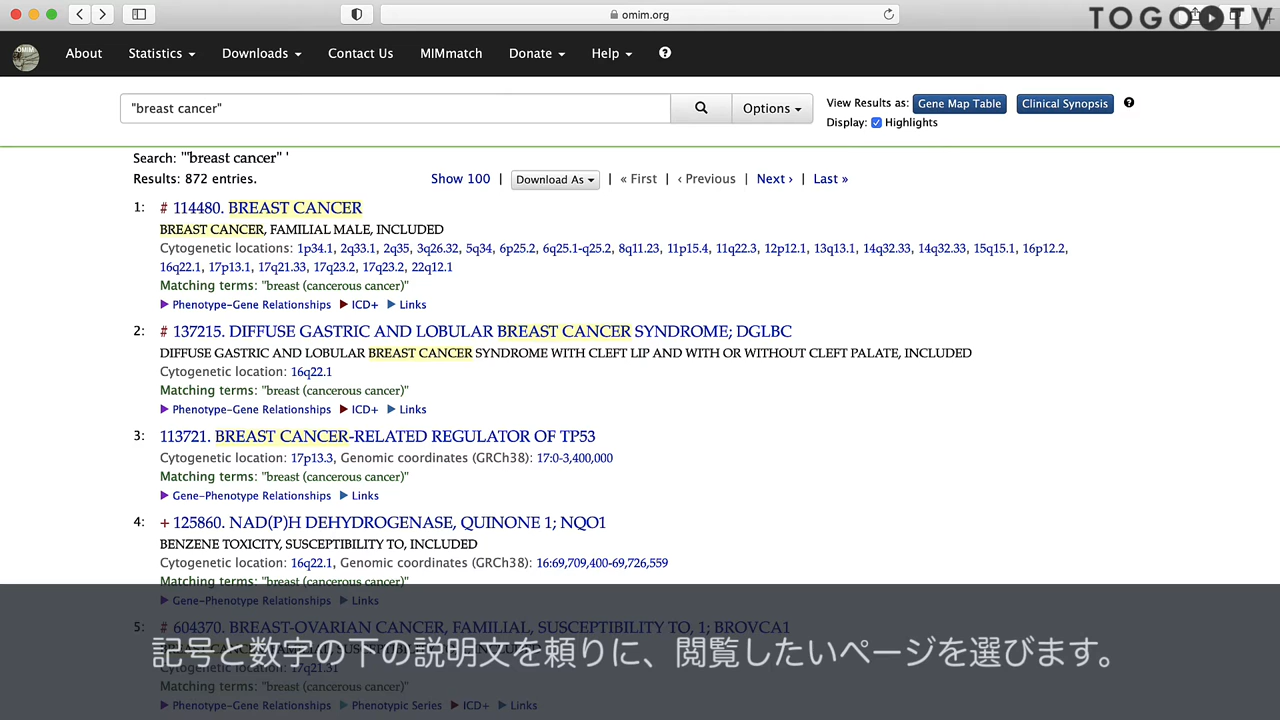 omim.org
TOGO TV
OMIM
About
Statistics
Downloads
Contact Us
MIMmatch
Donate
Help
"breast cancer"
Options
View Results as:
Gene Map Table
Clinical Synopsis
Display: Highlights
Search: '"breast cancer" '
Results: 872 entries.
Show 100 | Download As | « First | ‹ Previous | Next › | Last »
1: # 114480. BREAST CANCER
BREAST CANCER, FAMILIAL MALE, INCLUDED
Cytogenetic locations: 1p34.1, 2q33.1, 2q35, 3q26.32, 5q34, 6p25.2, 6q25.1-q25.2, 8q11.23, 11p15.4, 11q22.3, 12p12.1, 13q13.1, 14q32.33, 14q32.33, 15q15.1, 16p12.2,
16q22.1, 17p13.1, 17q21.33, 17q23.2, 17q23.2, 22q12.1
Matching terms: "breast (cancerous cancer)"
Phenotype-Gene Relationships ICD+ Links
2: # 137215. DIFFUSE GASTRIC AND LOBULAR BREAST CANCER SYNDROME; DGLBC
DIFFUSE GASTRIC AND LOBULAR BREAST CANCER SYNDROME WITH CLEFT LIP AND WITH OR WITHOUT CLEFT PALATE, INCLUDED
Cytogenetic location: 16q22.1
Matching terms: "breast (cancerous cancer)"
Phenotype-Gene Relationships ICD+ Links
3: 113721. BREAST CANCER-RELATED REGULATOR OF TP53
Cytogenetic location: 17p13.3, Genomic coordinates (GRCh38): 17:0-3,400,000
Matching terms: "breast (cancerous cancer)"
Gene-Phenotype Relationships Links
4: + 125860. NAD(P)H DEHYDROGENASE, QUINONE 1; NQO1
BENZENE TOXICITY, SUSCEPTIBILITY TO, INCLUDED
Cytogenetic location: 16q22.1, Genomic coordinates (GRCh38): 16:69,709,400-69,726,559
Matching terms: "breast (cancerous cancer)"
Gene-Phenotype Relationships Links
5: # 604370. BREAST-OVARIAN CANCER, FAMILIAL, SUSCEPTIBILITY TO, 1; BROVCA1
記号と数字の下の説明文を頼りに、閲覧したいページを選びます。
17q21.31
Matching terms: "breast (cancerous cancer)"
Phenotype-Gene Relationships Phenotypic Series ICD+ Links